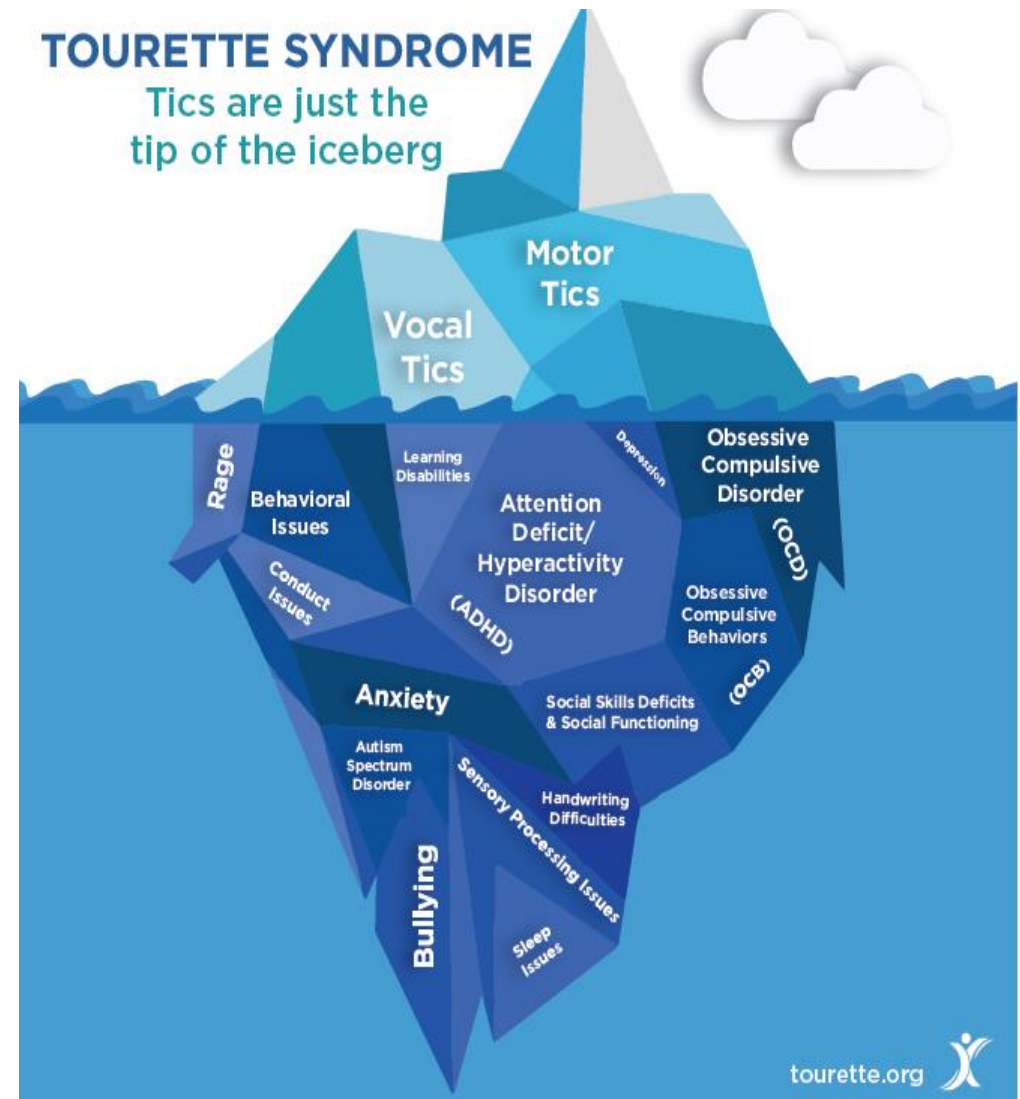 TOURETTE SYNDROME
Tics are just the
tip of the iceberg
Motor
Tics
Vocal
Tics
Rage
Behavioral
Issues
Learning
Disabilities
Attention
Deficit/
Hyperactivity
Disorder
(ADHD)
Depression
Obsessive
Compulsive
Disorder
(OCD)
Conduct
Issues
Obsessive
Compulsive
Behaviors
(OCB)
Anxiety
Social Skills Deficits
& Social Functioning
Autism
Spectrum
Disorder
Sensory Processing Issues
Handwriting
Difficulties
Bullying
Sleep
Issues
tourette.org